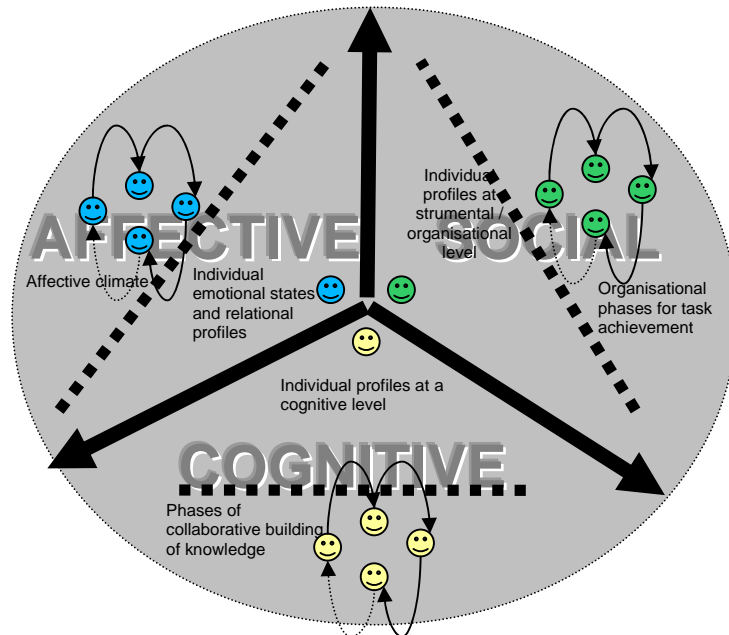 Individual
profiles at
strumental /
organisational
level
AFFECTIVE
SOCIAL
Affective climate
Individual
emotional states
and relational
profiles
Organisational
phases for task
achievement
Individual profiles at a
cognitive level
COGNITIVE
Phases of
collaborative building
of knowledge